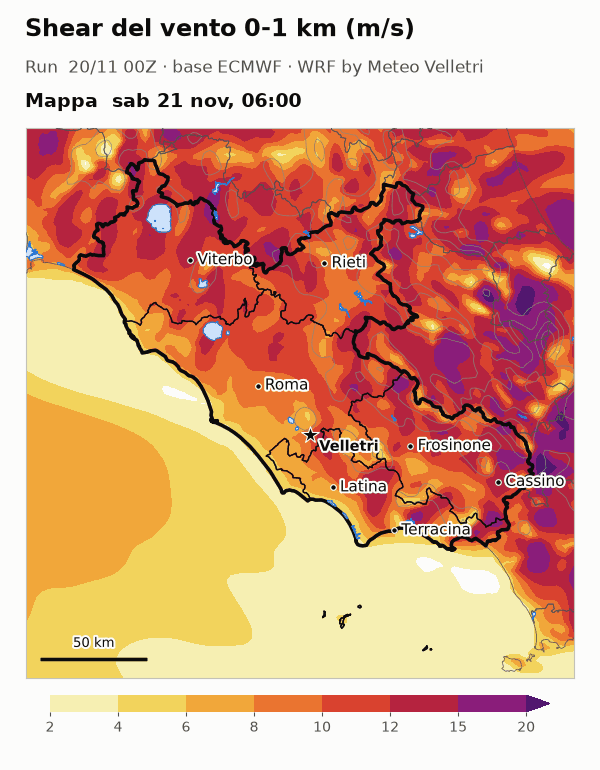 Shear del vento 0-1 km (m/s)
Run 20/11 00Z · base ECMWF · WRF by Meteo Velletri
Mappa sab 21 nov, 06:00
Viterbo
Rieti
Roma
Velletri
Frosinone
Cassino
Latina
Terracina
50 km
2 4 6 8 10 12 15 20